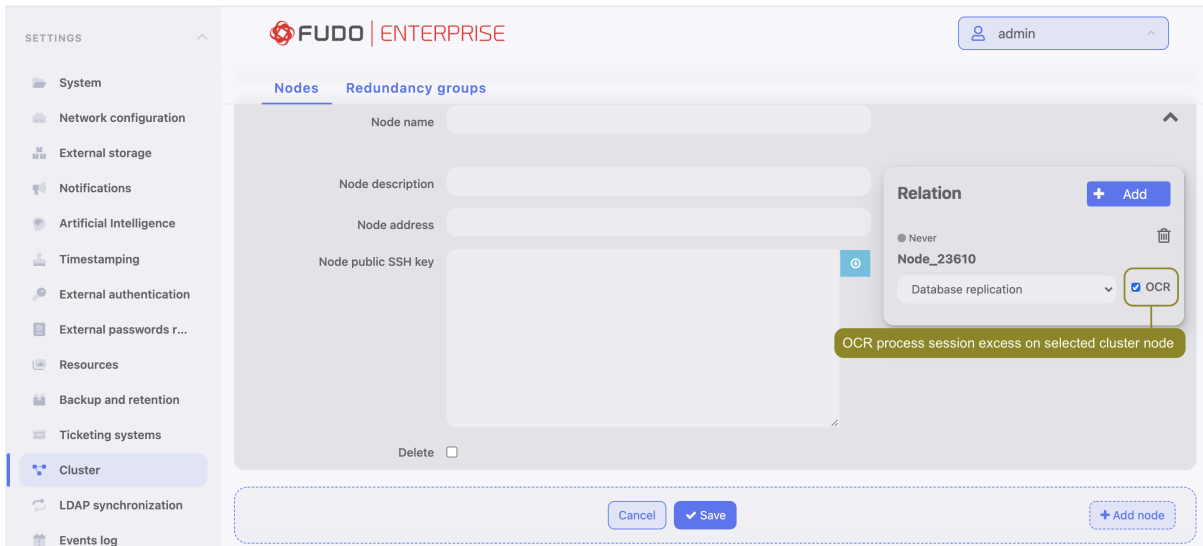 SETTINGS
System
Network configuration
External storage
Notifications
Artificial Intelligence
Timestamping
External authentication
External passwords r...
Resources
Backup and retention
Ticketing systems
Cluster
LDAP synchronization
Events log
FUDO ENTERPRISE
admin
Nodes
Redundancy groups
Node name
Node description
Node address
Node public SSH key
Delete
Relation
+ Add
Never
Node_23610
Database replication
OCR
OCR process session excess on selected cluster node
Cancel
Save
+ Add node